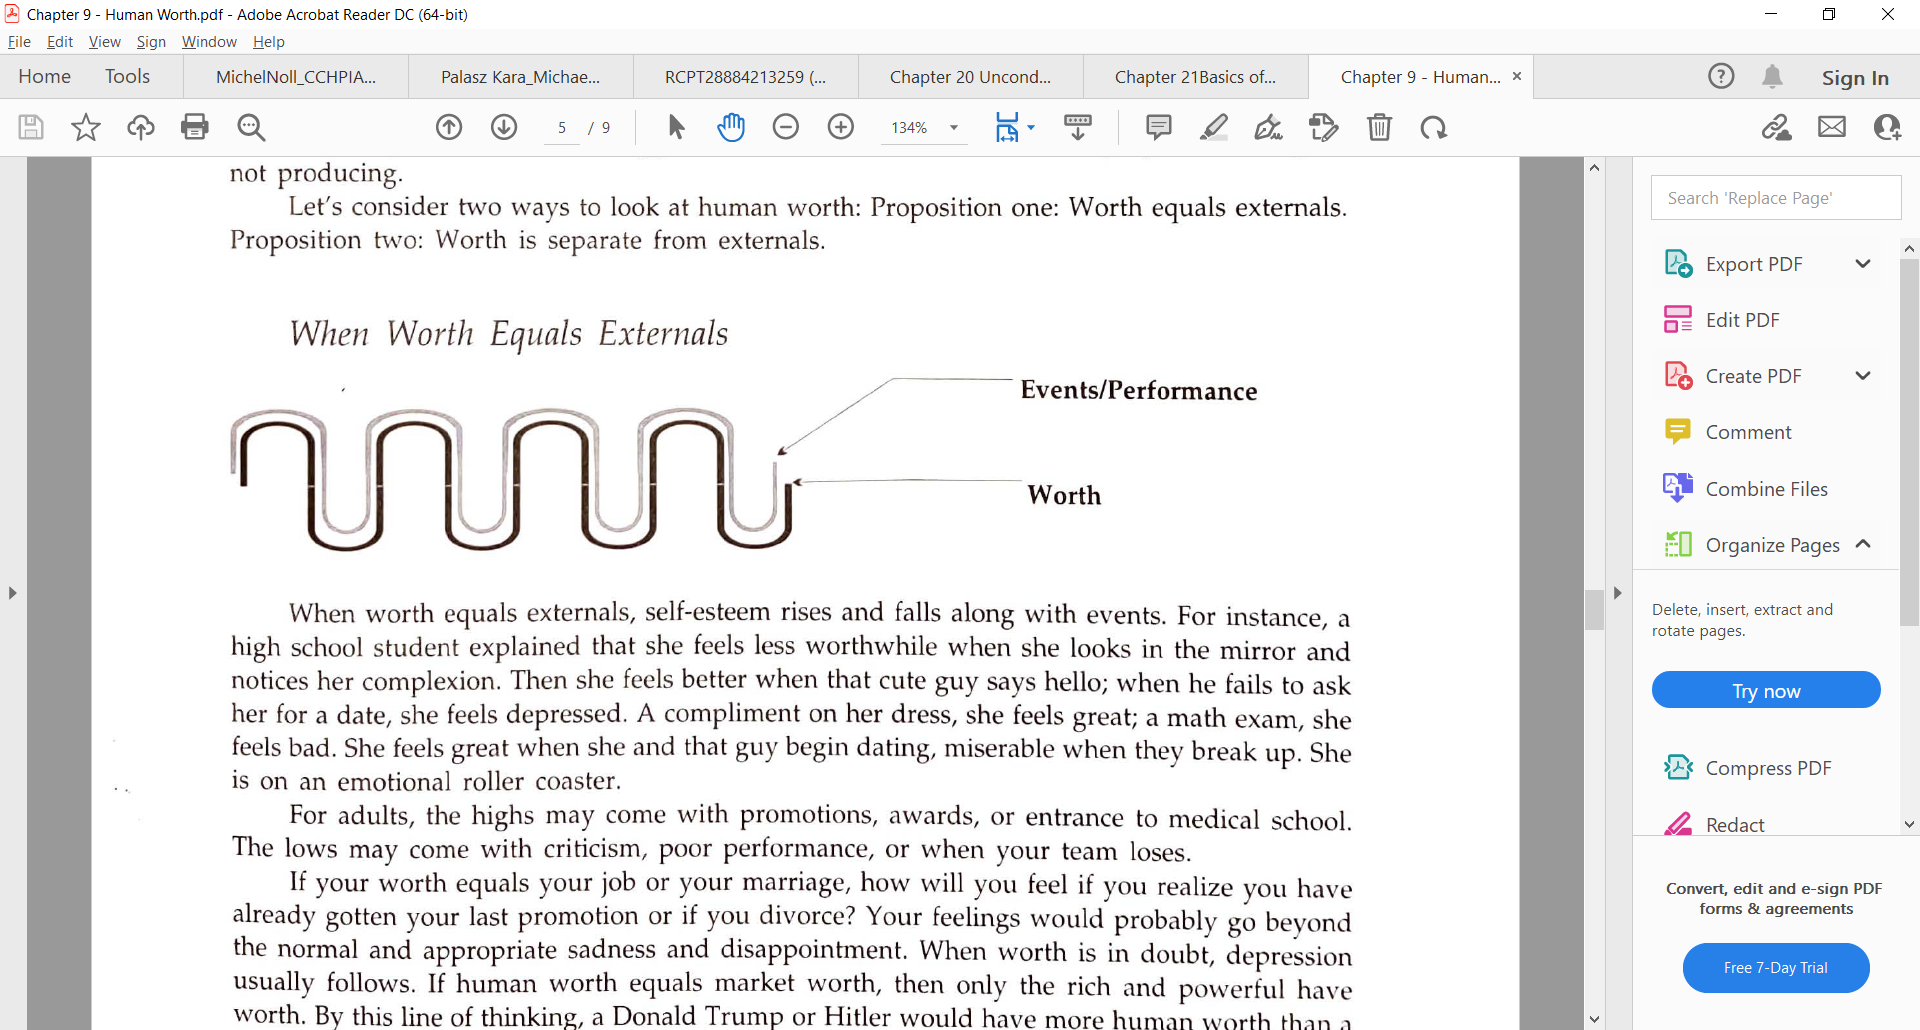 Chapter 9 - Human Worth.pdf - Adobe Acrobat Reader DC (64-bit)
File Edit View Sign Window Help
Home Tools MichelNoll_CCHPIA... Palasz Kara_Michae... RCPT28884213259 (... Chapter 20 Uncond... Chapter 21Basics of... Chapter 9 - Human... × Sign In
5 / 9 134%
not producing.
Let's consider two ways to look at human worth: Proposition one: Worth equals externals.
Proposition two: Worth is separate from externals.
When Worth Equals Externals
Events/Performance
Worth
When worth equals externals, self-esteem rises and falls along with events. For instance, a
high school student explained that she feels less worthwhile when she looks in the mirror and
notices her complexion. Then she feels better when that cute guy says hello; when he fails to ask
her for a date, she feels depressed. A compliment on her dress, she feels great; a math exam, she
feels bad. She feels great when she and that guy begin dating, miserable when they break up. She
is on an emotional roller coaster.
For adults, the highs may come with promotions, awards, or entrance to medical school.
The lows may come with criticism, poor performance, or when your team loses.
If your worth equals your job or your marriage, how will you feel if you realize you have
already gotten your last promotion or if you divorce? Your feelings would probably go beyond
the normal and appropriate sadness and disappointment. When worth is in doubt, depression
usually follows. If human worth equals market worth, then only the rich and powerful have
worth. By this line of thinking, a Donald Trump or Hitler would have more human worth than a
Search 'Replace Page'
Export PDF
Edit PDF
Create PDF
Comment
Combine Files
Organize Pages
Delete, insert, extract and
rotate pages.
Try now
Compress PDF
Redact
Convert, edit and e-sign PDF
forms & agreements
Free 7-Day Trial